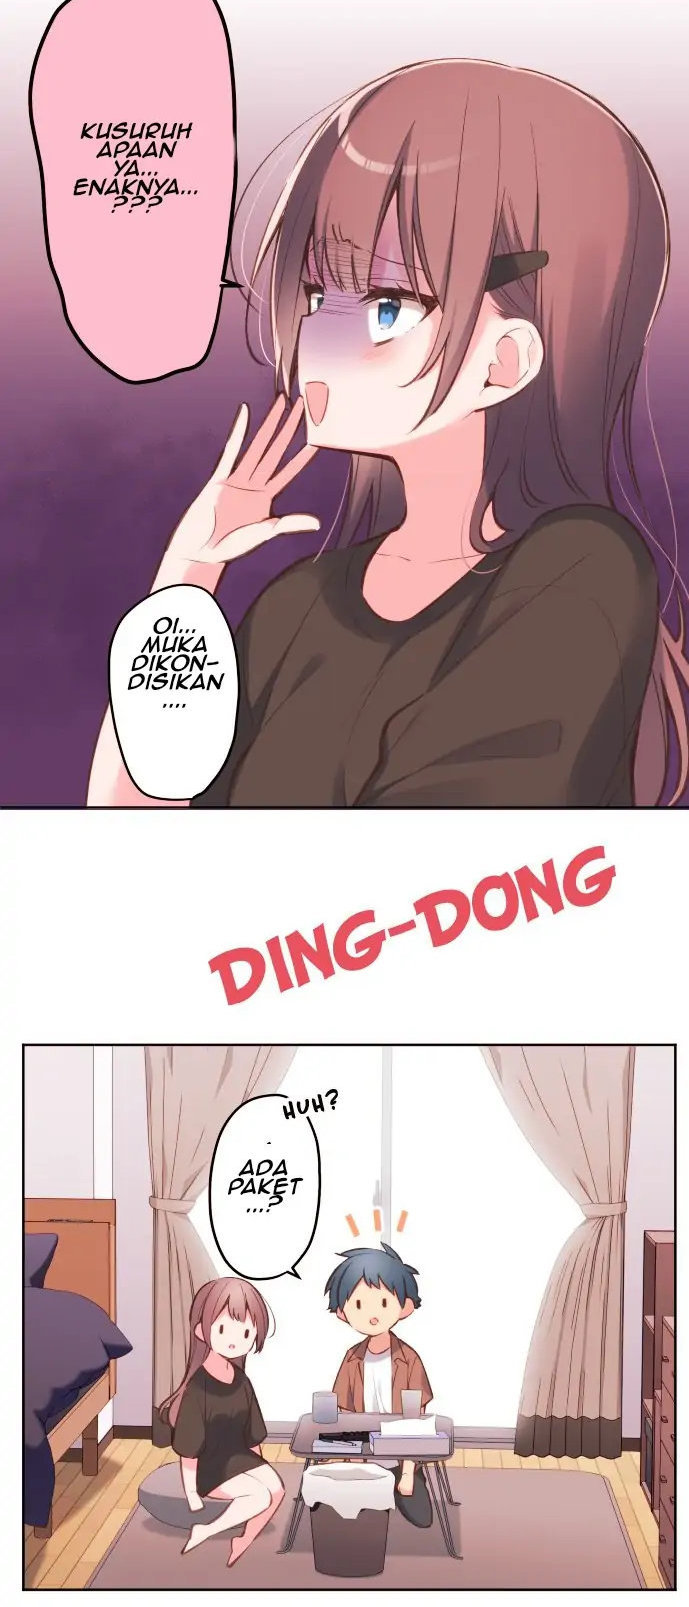 KUSURUH
APAAN
YA...
ENAKNYA...
???
OI...
MUKA
DIKON-
DISIKAN
....
DING-DONG
HUH?
ADA
PAKET
....?